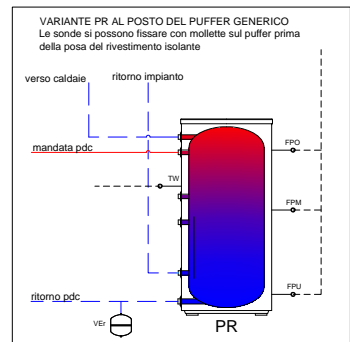 VARIANTE PR AL POSTO DEL PUFFER GENERICO
Le sonde si possono fissare con mollette sul puffer prima
della posa del rivestimento isolante
verso caldaie
ritorno impianto
mandata pdc
FPO
TW
FPM
FPU
ritorno pdc
VEr
PR